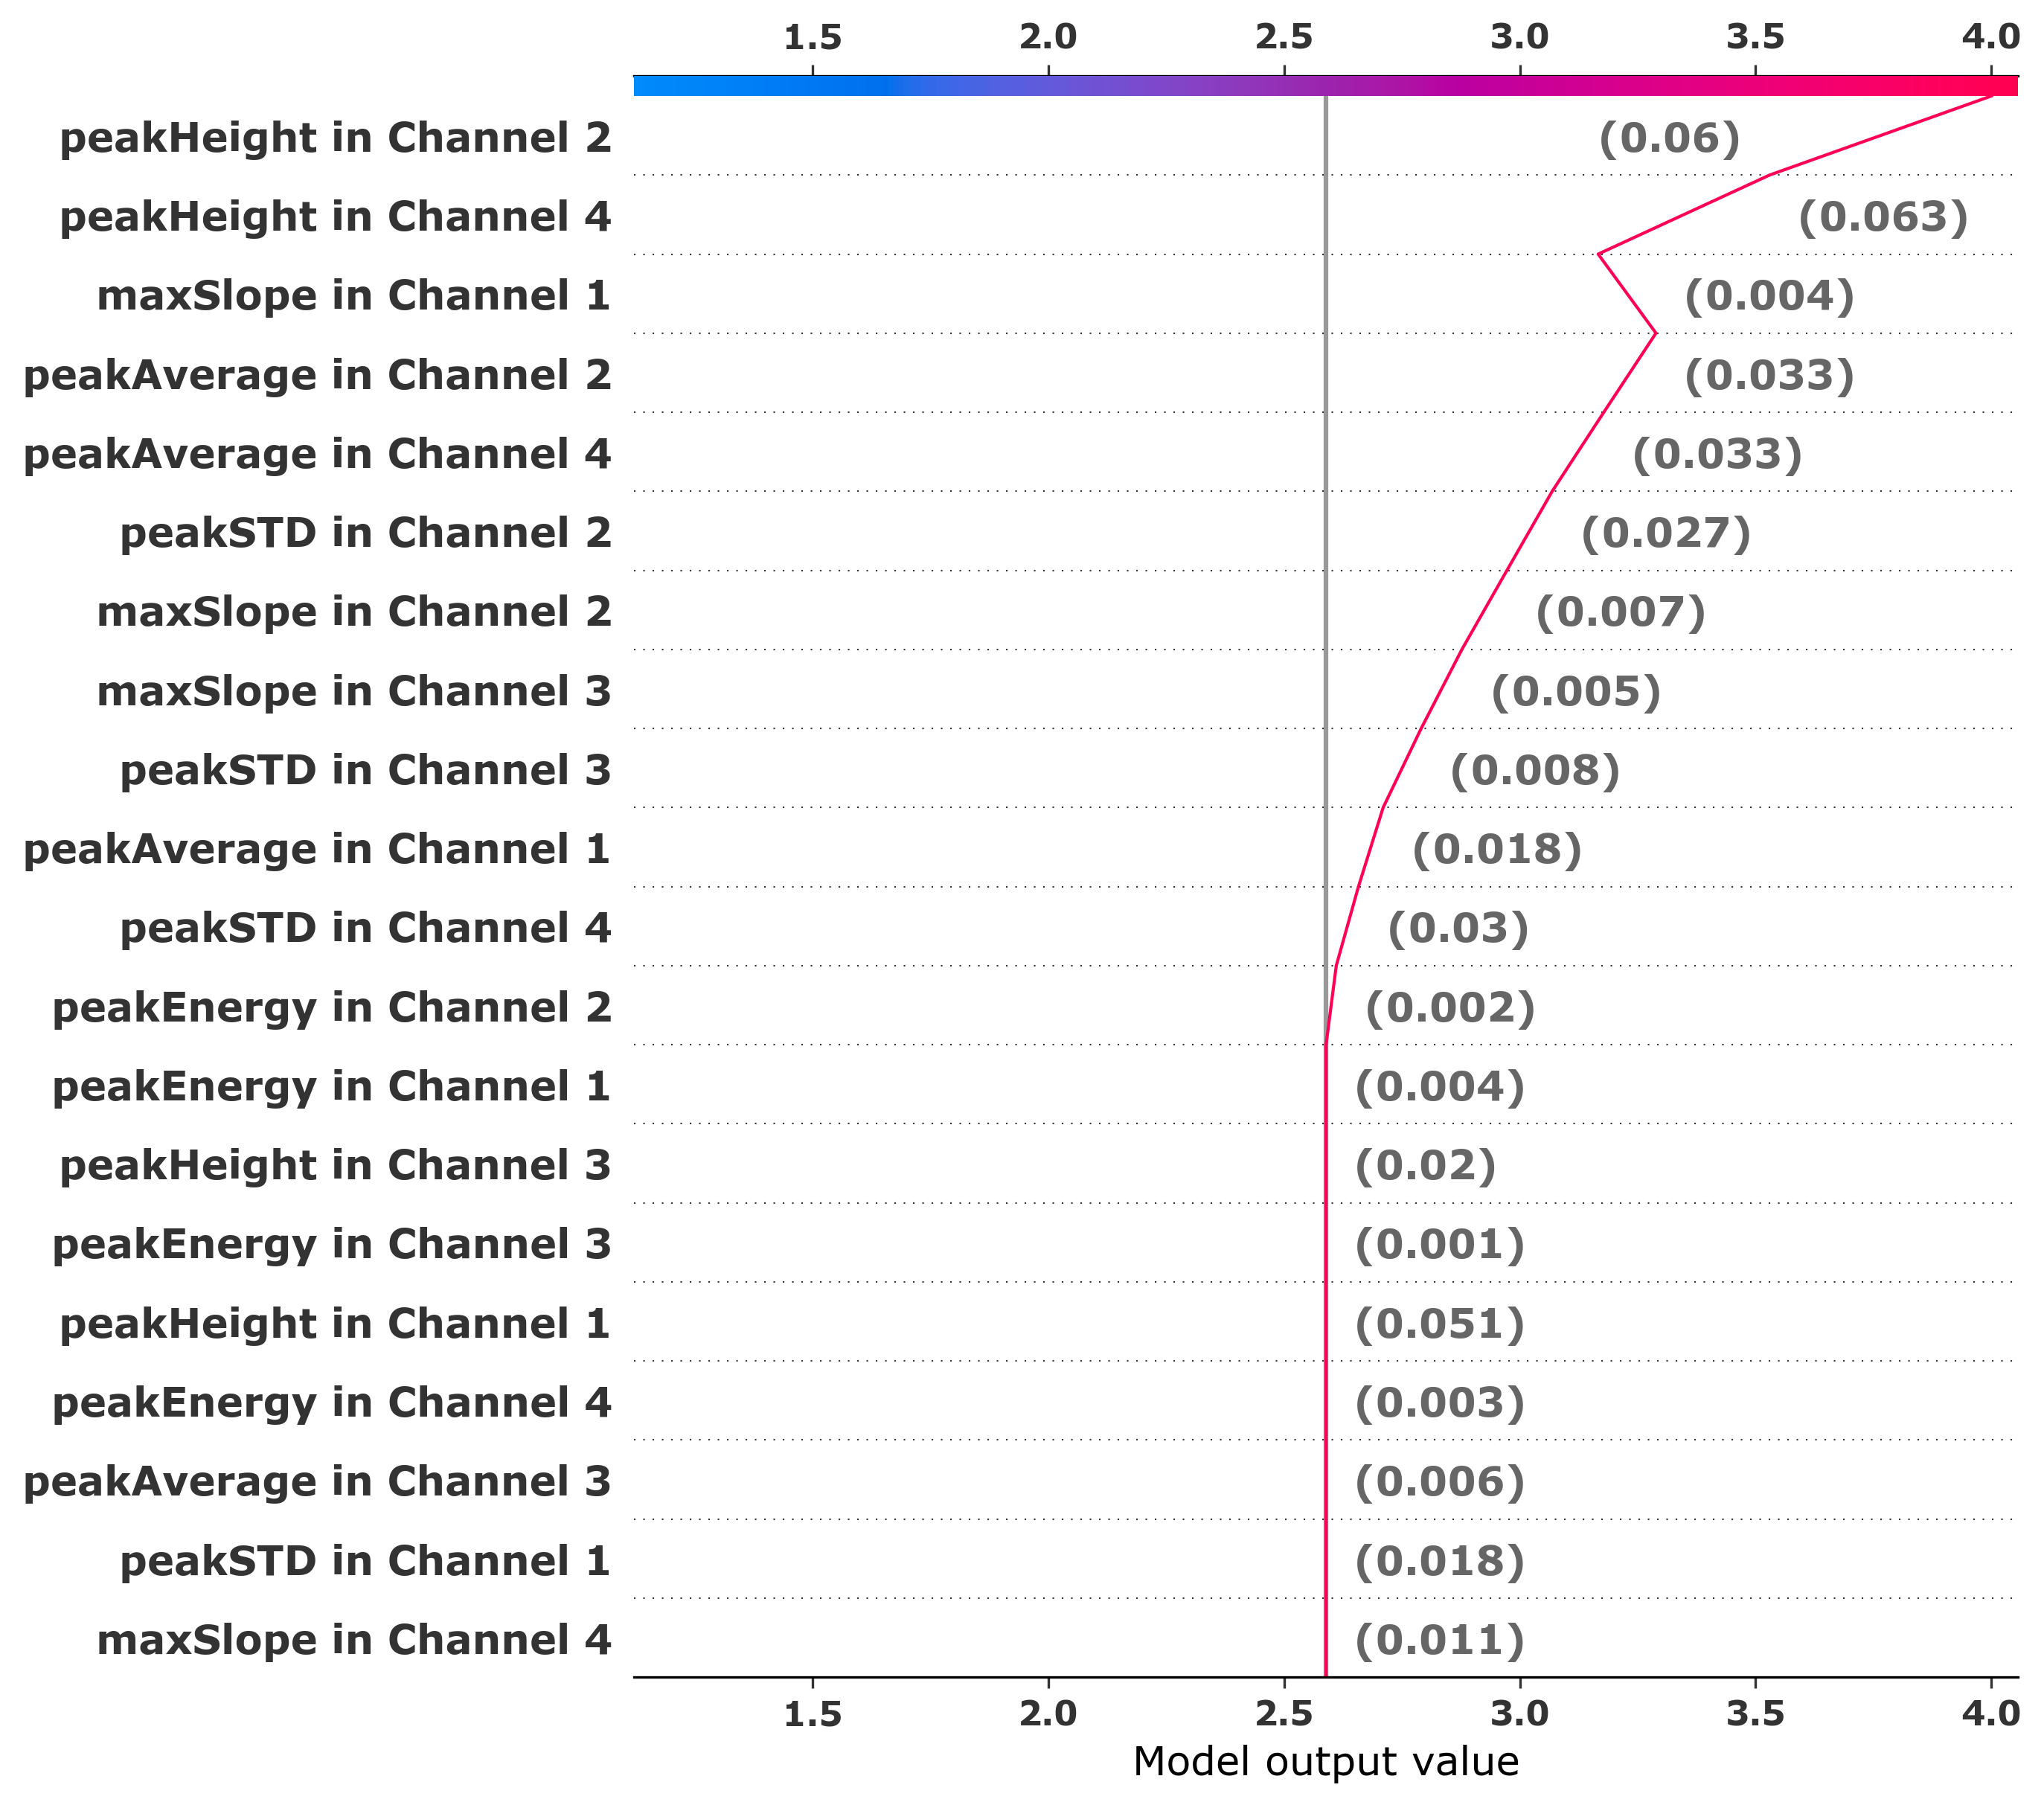 1.5 2.0 2.5 3.0 3.5 4.0
peakHeight in Channel 2 (0.06)
peakHeight in Channel 4 (0.063)
maxSlope in Channel 1 (0.004)
peakAverage in Channel 2 (0.033)
peakAverage in Channel 4 (0.033)
peakSTD in Channel 2 (0.027)
maxSlope in Channel 2 (0.007)
maxSlope in Channel 3 (0.005)
peakSTD in Channel 3 (0.008)
peakAverage in Channel 1 (0.018)
peakSTD in Channel 4 (0.03)
peakEnergy in Channel 2 (0.002)
peakEnergy in Channel 1 (0.004)
peakHeight in Channel 3 (0.02)
peakEnergy in Channel 3 (0.001)
peakHeight in Channel 1 (0.051)
peakEnergy in Channel 4 (0.003)
peakAverage in Channel 3 (0.006)
peakSTD in Channel 1 (0.018)
maxSlope in Channel 4 (0.011)
1.5 2.0 2.5 3.0 3.5 4.0
Model output value